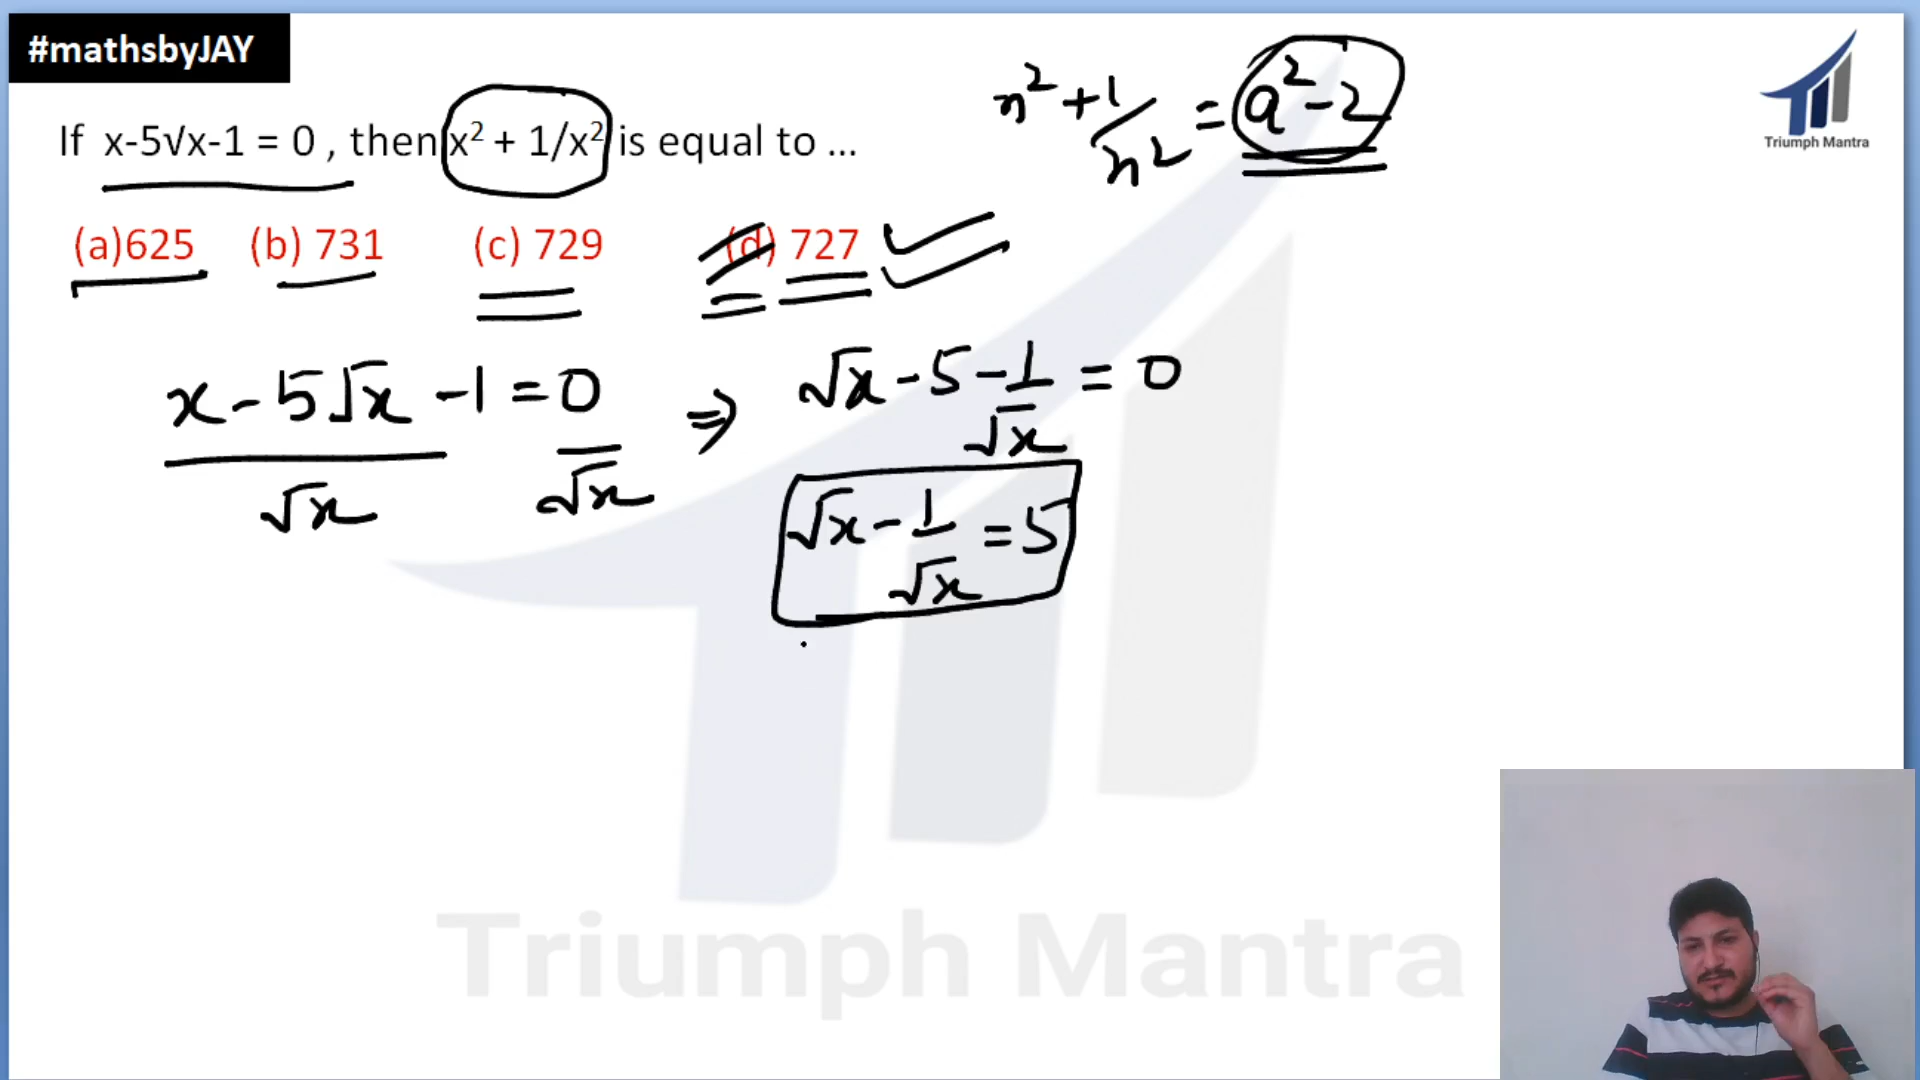 #mathsbyJAY
If x-5√x-1 = 0 , then x² + 1/x² is equal to ...
x² + 1/x² = a² - 2
Triumph Mantra
(a)625 (b) 731 (c) 729 (d) 727
x - 5√x - 1 = 0
√x √x
⇒ √x - 5 - 1/√x = 0
√x - 1/√x = 5
Triumph Mantra